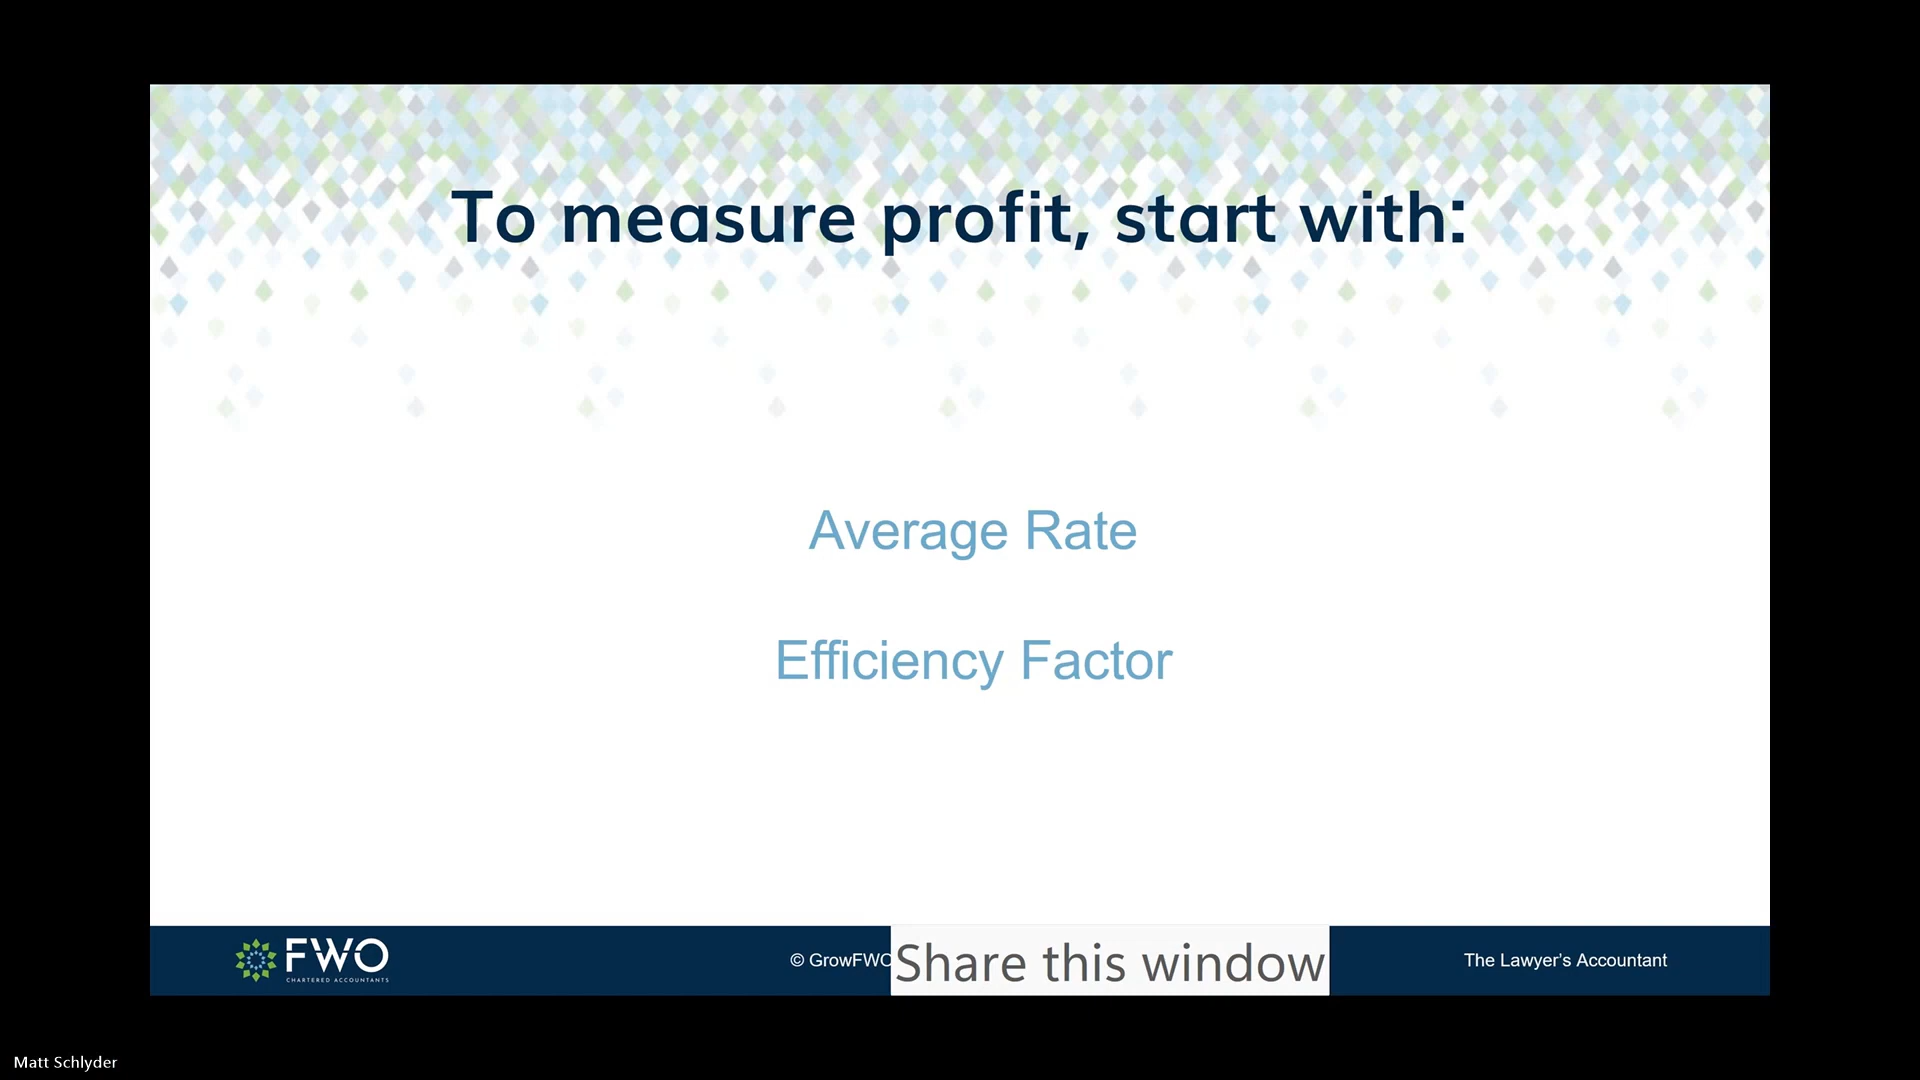 To measure profit, start with:
Average Rate
Efficiency Factor
FWO
CHARTERED ACCOUNTANTS
© GrowFWO
Share this window
The Lawyer's Accountant
Matt Schlyder